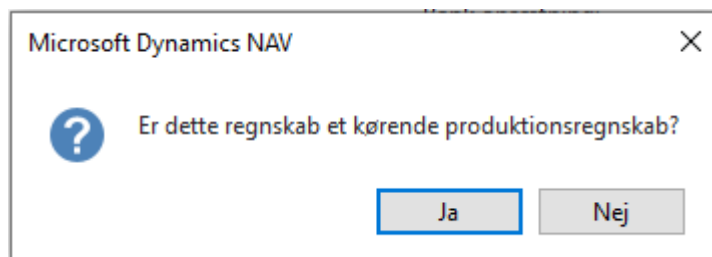 Microsoft Dynamics NAV
Er dette regnskab et kørende produktionsregnskab?
Ja
Nej